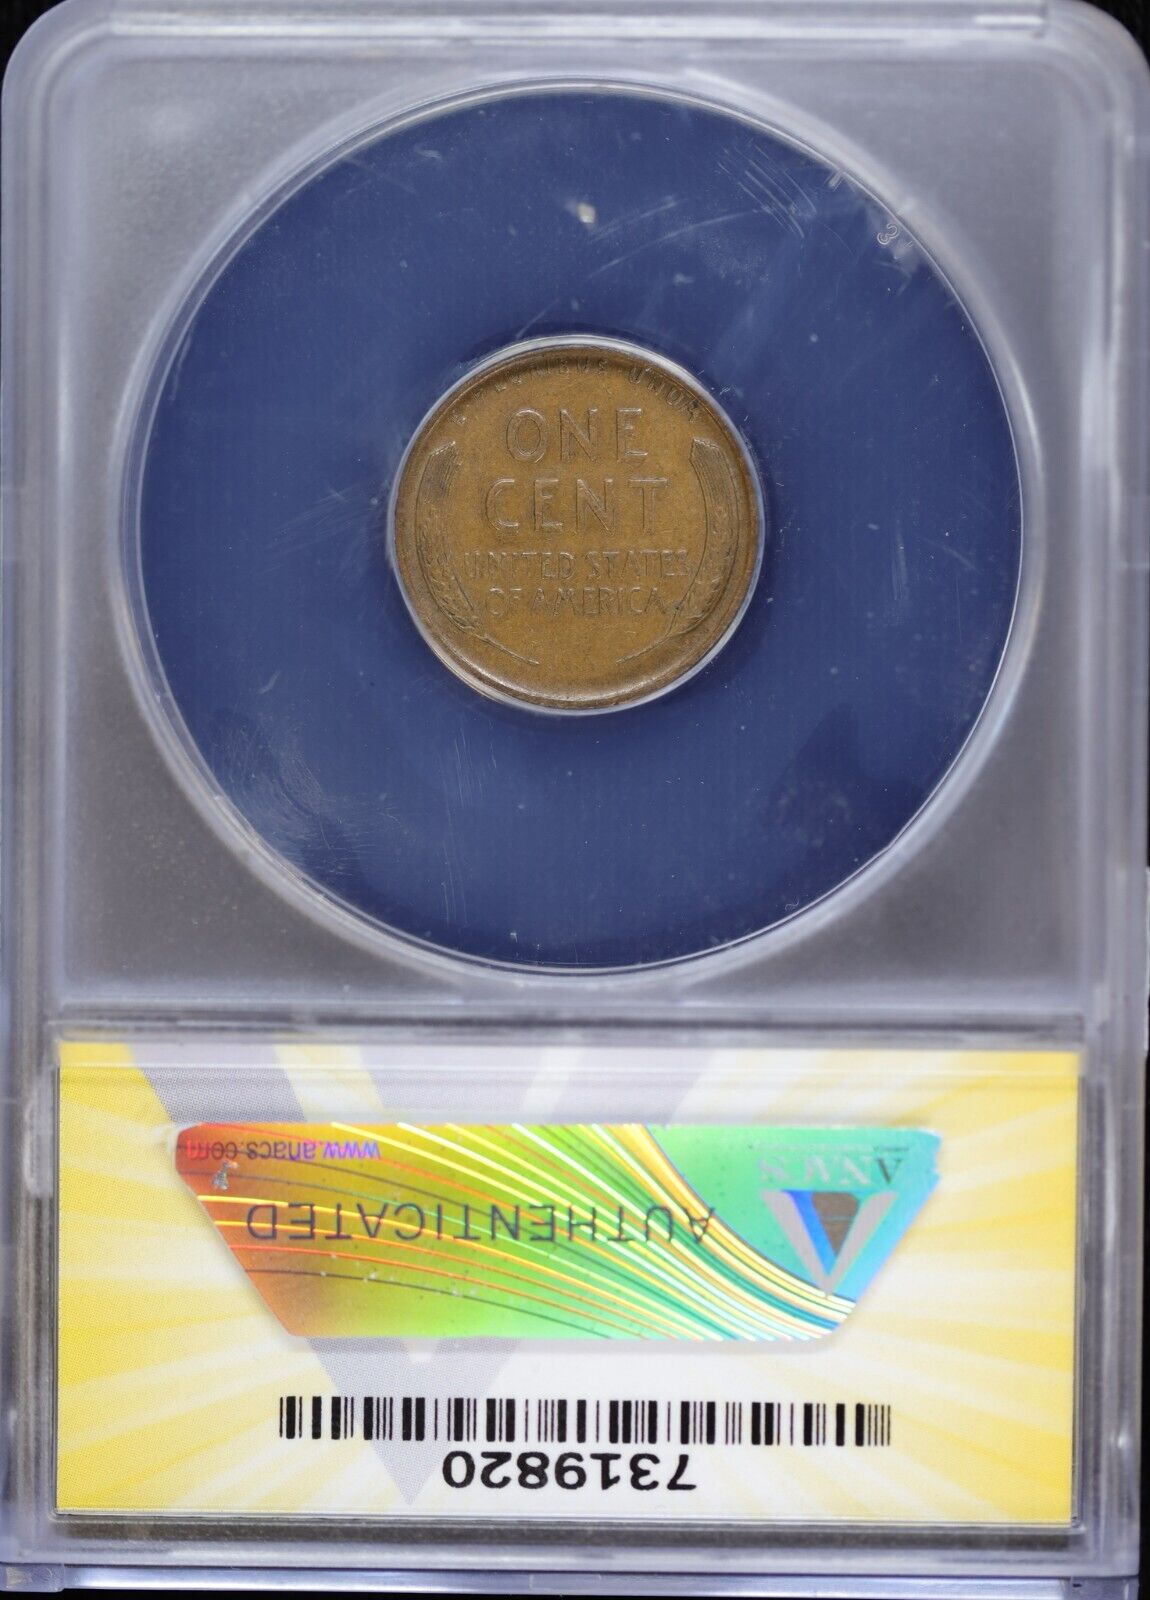 E PLURIBUS UNUM
ONE
CENT
UNITED STATES
OF AMERICA
www.anacs.com
ANACS
AUTHENTICATED
7319820